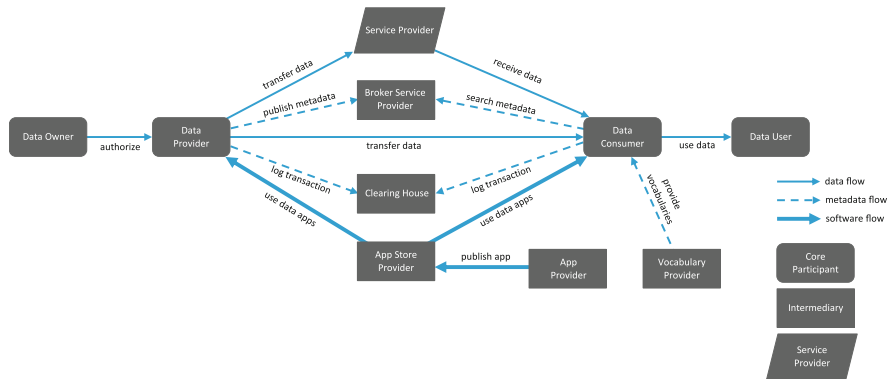 Service Provider
transfer data
receive data
publish metadata
Broker Service
Provider
search metadata
Data Owner
authorize
Data
Provider
transfer data
Data
Consumer
use data
Data User
log transaction
Clearing House
log transaction
provide
vocabularies
use data apps
use data apps
App Store
Provider
publish app
App
Provider
Vocabulary
Provider
data flow
metadata flow
software flow
Core
Participant
Intermediary
Service
Provider